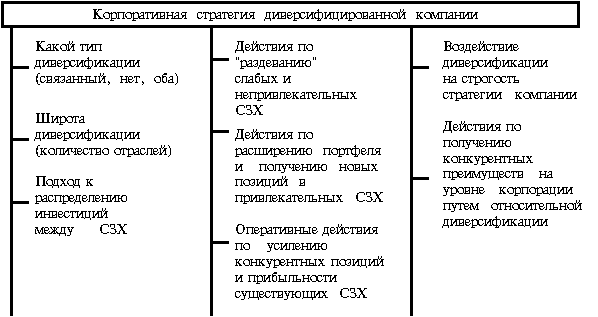 Корпоративная стратегия диверсифицированной компании
Какой тип
диверсификации
(связанный, нет, оба)
Широта
диверсификации
(количество отраслей)
Подход к
распределению
инвестиций
между СЗХ
Действия по
"раздеванию"
слабых и
непривлекательных
СЗХ
Действия по
расширению портфеля
и получению новых
позиций в
привлекательных СЗХ
Оперативные действия
по усилению
конкурентных позиций
и прибыльности
существующих СЗХ
Воздействие
диверсификации
на строгость
стратегии компании
Действия по
получению
конкурентных
преимуществ на
уровне корпорации
путем относительной
диверсификации